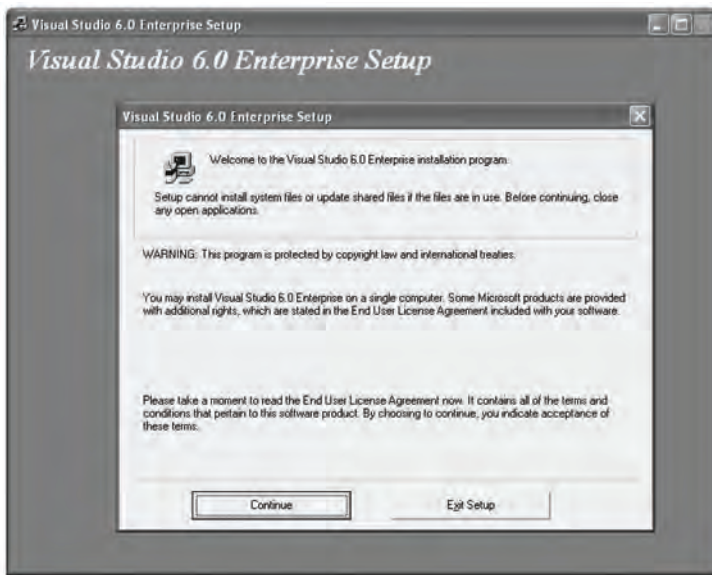 Visual Studio 6.0 Enterprise Setup
Visual Studio 6.0 Enterprise Setup
Visual Studio 6.0 Enterprise Setup
Welcome to the Visual Studio 6.0 Enterprise installation program.
Setup cannot install system files or update shared files if the files are in use. Before continuing, close
any open applications.
WARNING: This program is protected by copyright law and international treaties.
You may install Visual Studio 6.0 Enterprise on a single computer. Some Microsoft products are provided
with additional rights, which are stated in the End User License Agreement included with your software.
Please take a moment to read the End User License Agreement now. It contains all of the terms and
conditions that pertain to this software product. By choosing to continue, you indicate acceptance of
these terms.
Continue
Exit Setup